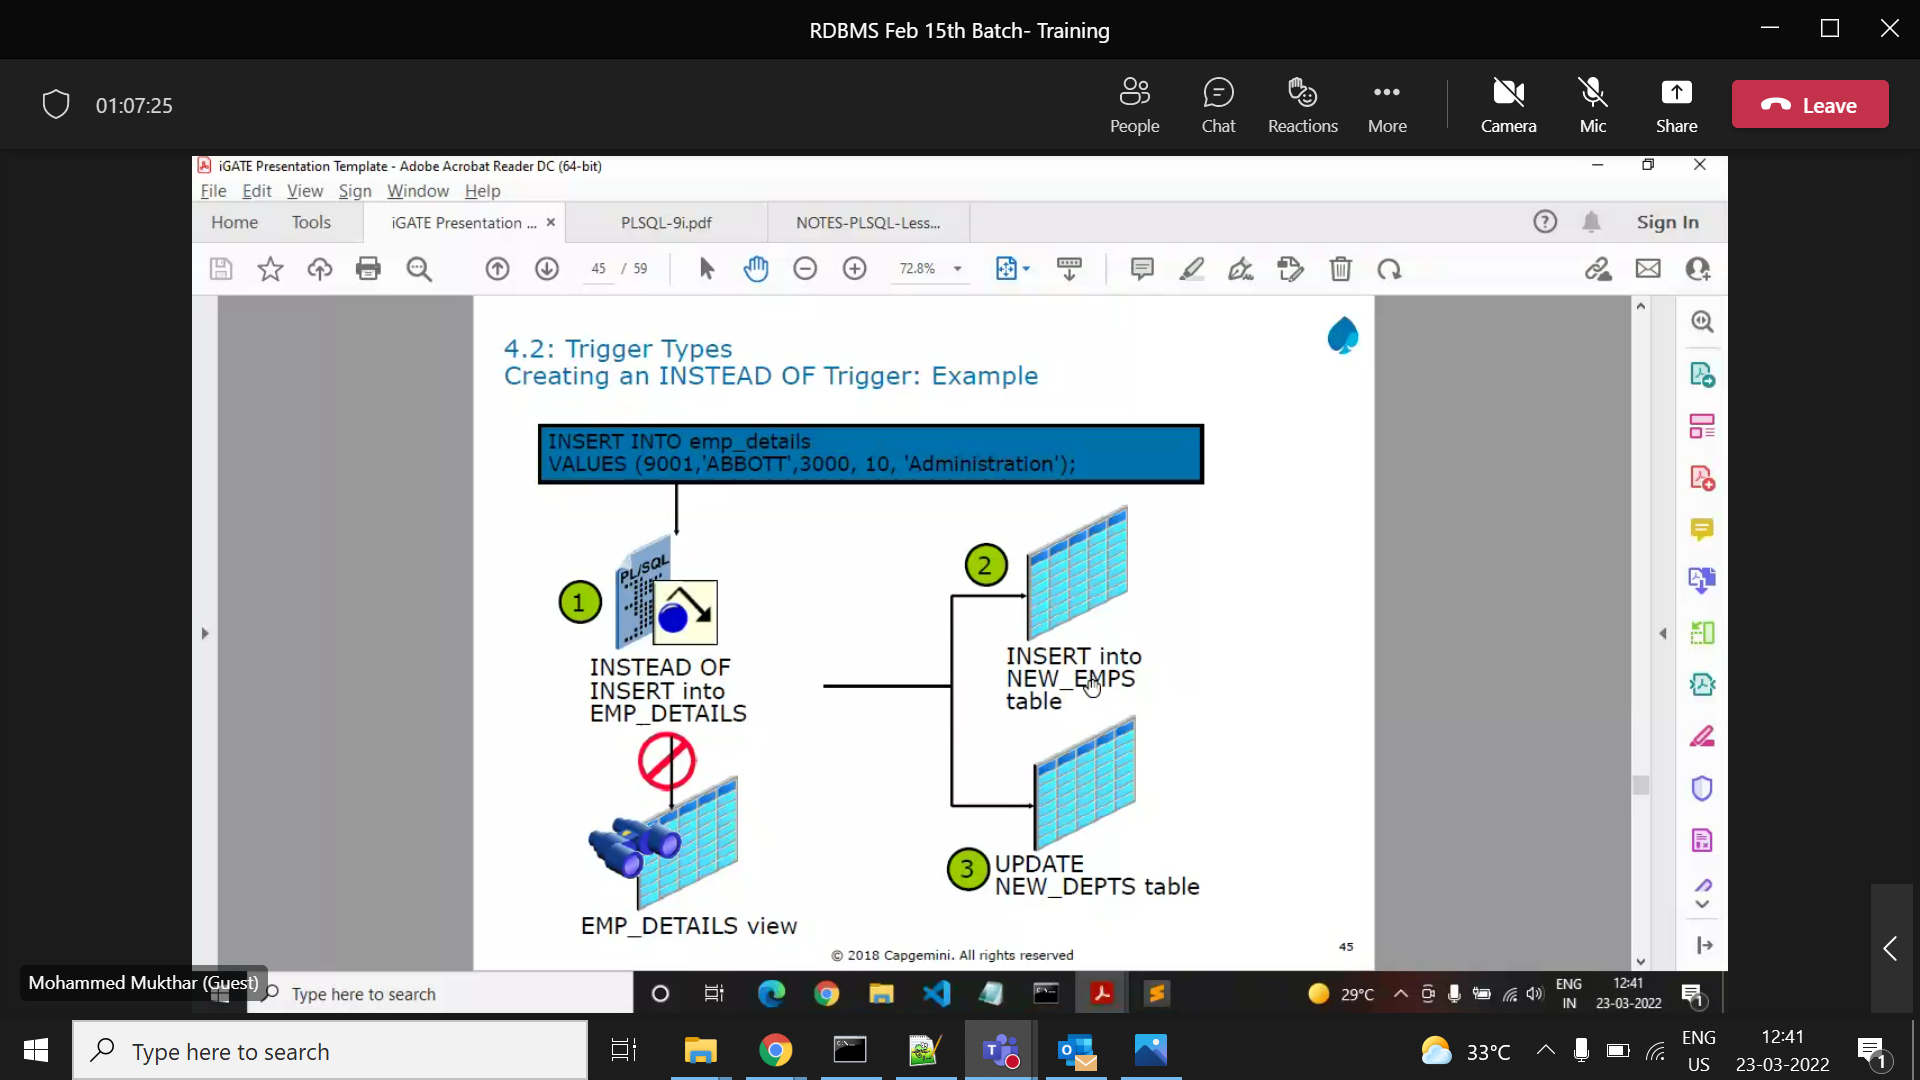 RDBMS Feb 15th Batch- Training
01:07:25
People
Chat
Reactions
More
Camera
Mic
Share
Leave
iGATE Presentation Template - Adobe Acrobat Reader DC (64-bit)
File Edit View Sign Window Help
Home Tools iGATE Presentation ... × PLSQL-9i.pdf NOTES-PLSQL-Less... Sign In
45 / 59 72.8%
4.2: Trigger Types
Creating an INSTEAD OF Trigger: Example
INSERT INTO emp_details
VALUES (9001,'ABBOTT',3000, 10, 'Administration');
PL/SQL
1
INSTEAD OF
INSERT into
EMP_DETAILS
EMP_DETAILS view
2
INSERT into
NEW_EMPS
table
3
UPDATE
NEW_DEPTS table
© 2018 Capgemini. All rights reserved
45
Mohammed Mukthar (Guest)
Type here to search
29°C
ENG
IN
12:41
23-03-2022
1
Type here to search
33°C
ENG
US
12:41
23-03-2022
1